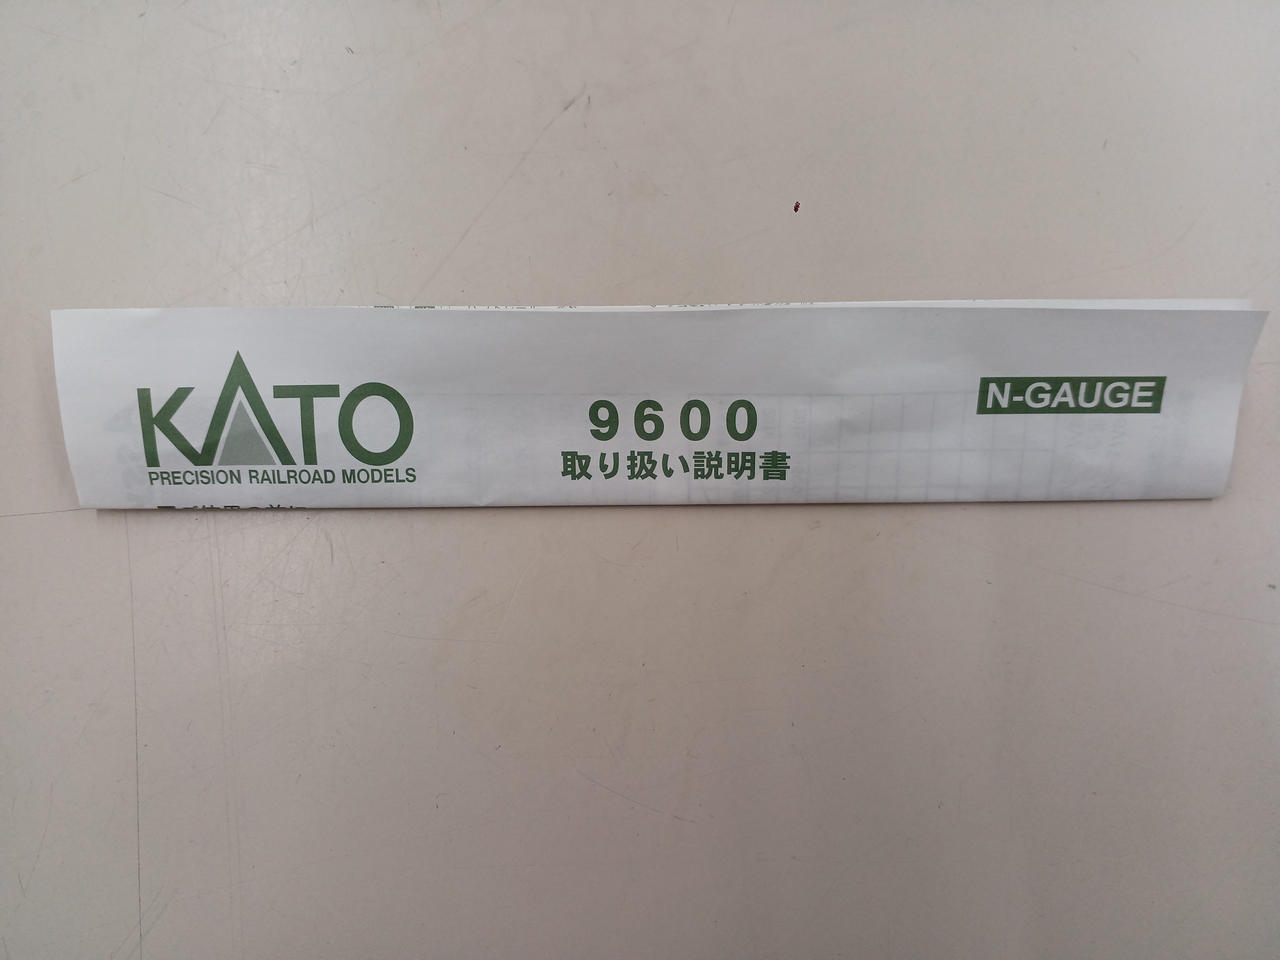 KATO
PRECISION RAILROAD MODELS
9600
取り扱い説明書
N-GAUGE